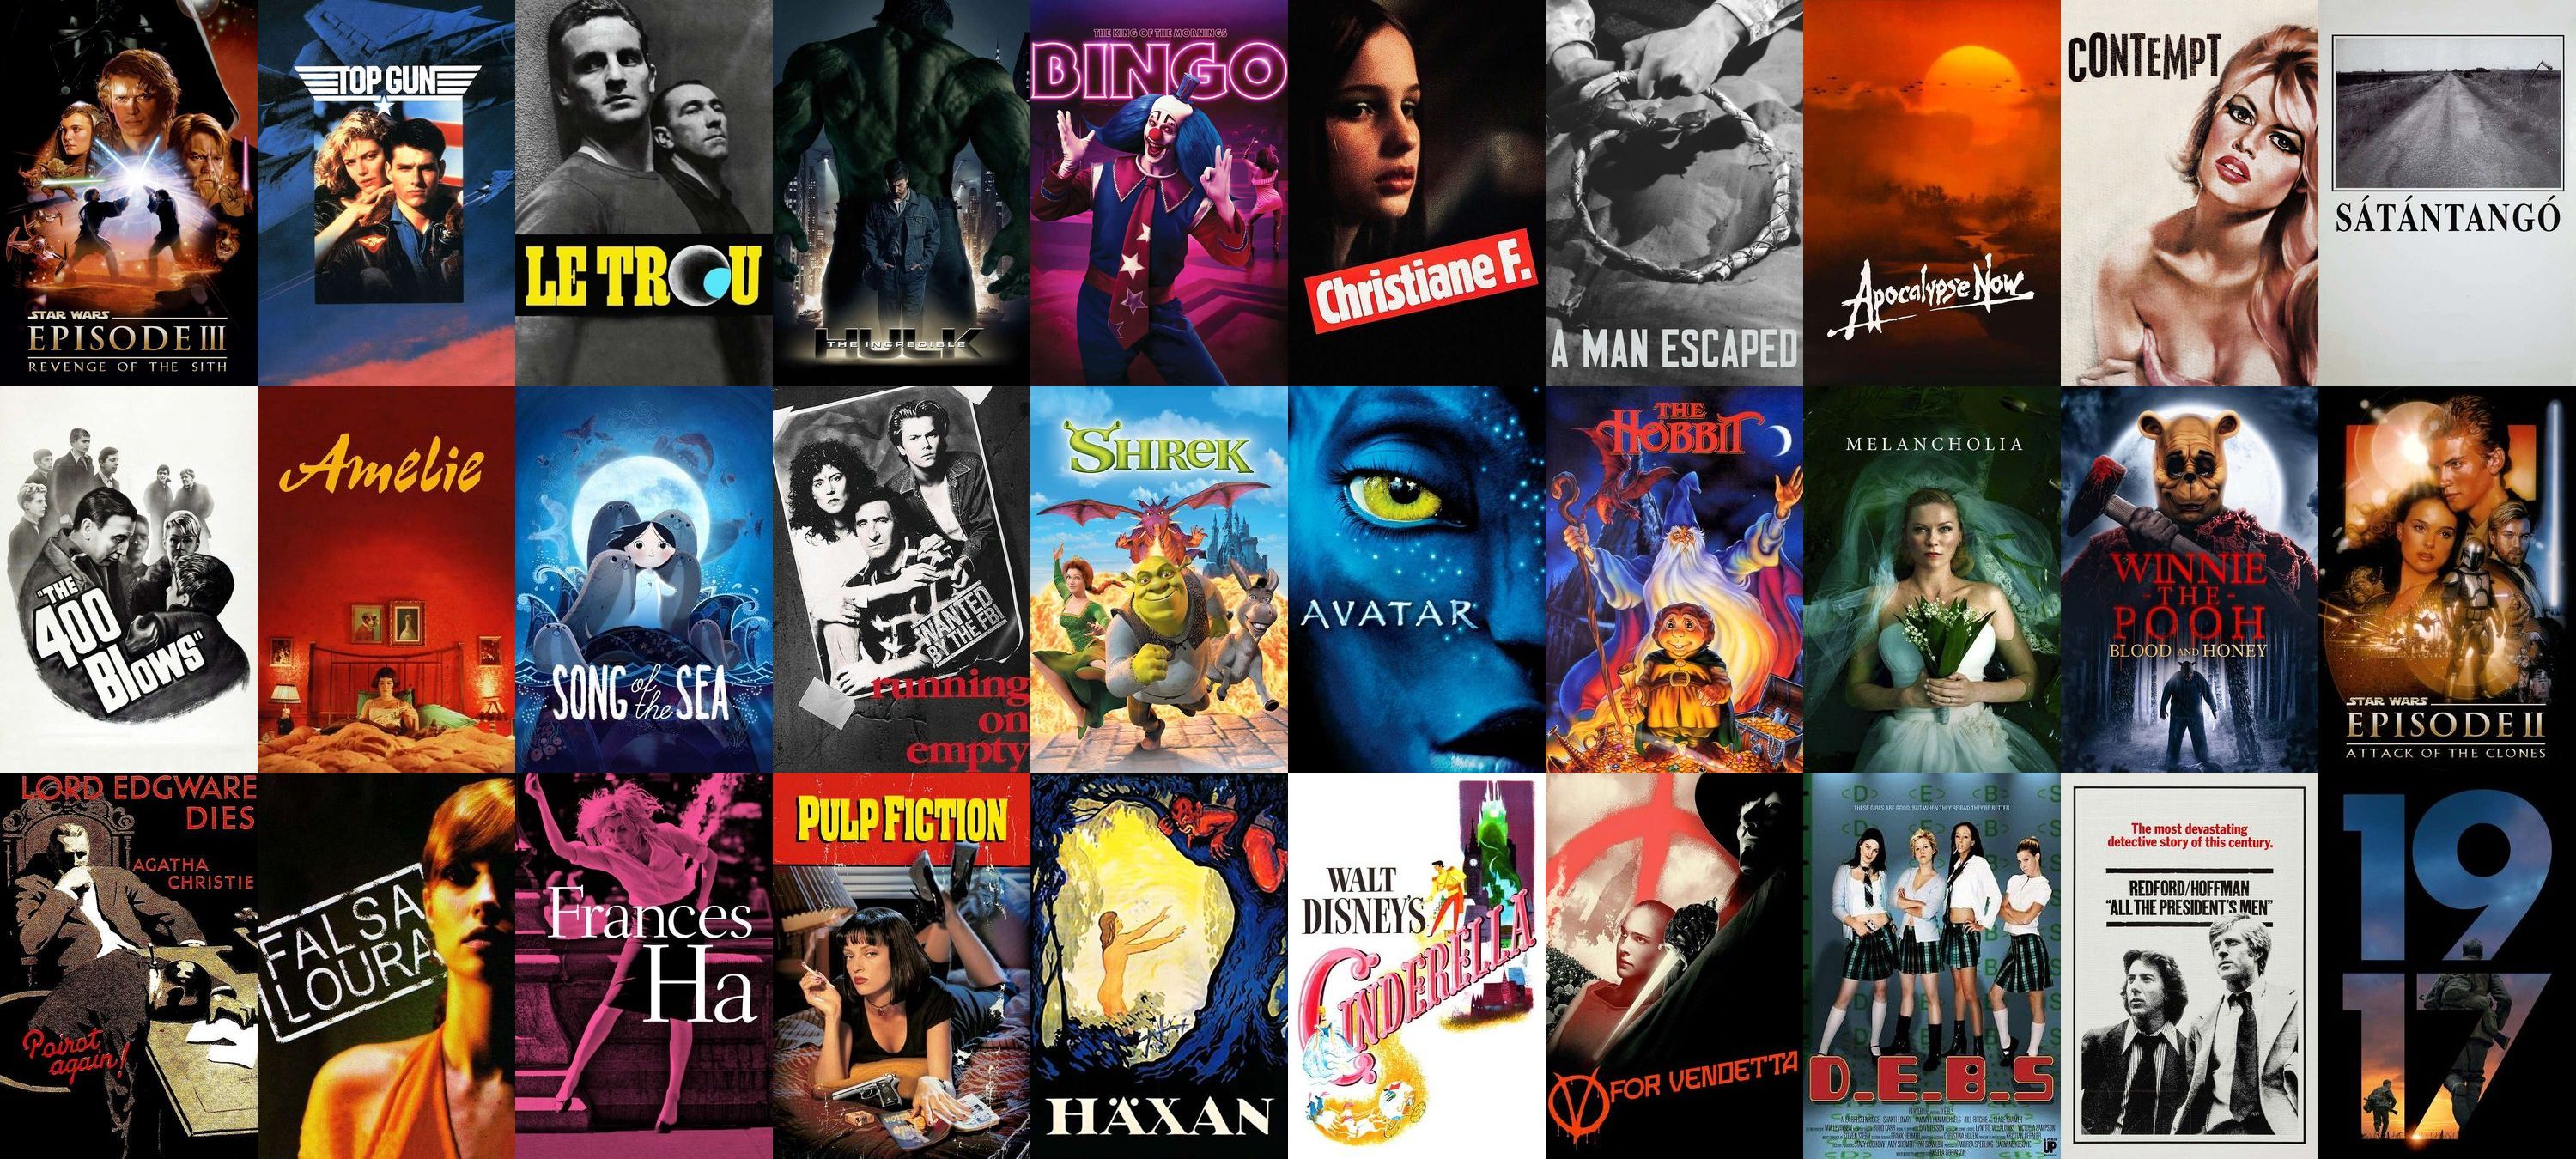 STAR WARS
EPISODE III
REVENGE OF THE SITH
TOP GUN
LE TROU
THE INCREDIBLE
HULK
THE KING OF THE MORNINGS
BINGO
Christiane F.
A MAN ESCAPED
Apocalypse Now
CONTEMPT
SÁTÁNTANGÓ
"THE
400
Blows"
Amélie
SONG of the SEA
WANTED
BY THE FBI
running
on
empty
SHREK
AVATAR
THE
HOBBIT
MELANCHOLIA
WINNIE
-THE-
POOH
BLOOD AND HONEY
STAR WARS
EPISODE II
ATTACK OF THE CLONES
LORD EDGWARE
DIES
AGATHA
CHRISTIE
Poirot
again!
FALSA
LOURA
Frances
Ha
PULP FICTION
HÄXAN
WALT
DISNEY'S
CINDERELLA
V FOR VENDETTA
<D> <E> <B> <S
THESE GIRLS ARE GOOD, BUT WHEN THEY'RE BAD THEY'RE BETTER
D.E.B.S
The most devastating
detective story of this century.
REDFORD/HOFFMAN
"ALL THE PRESIDENT'S MEN"
19
17